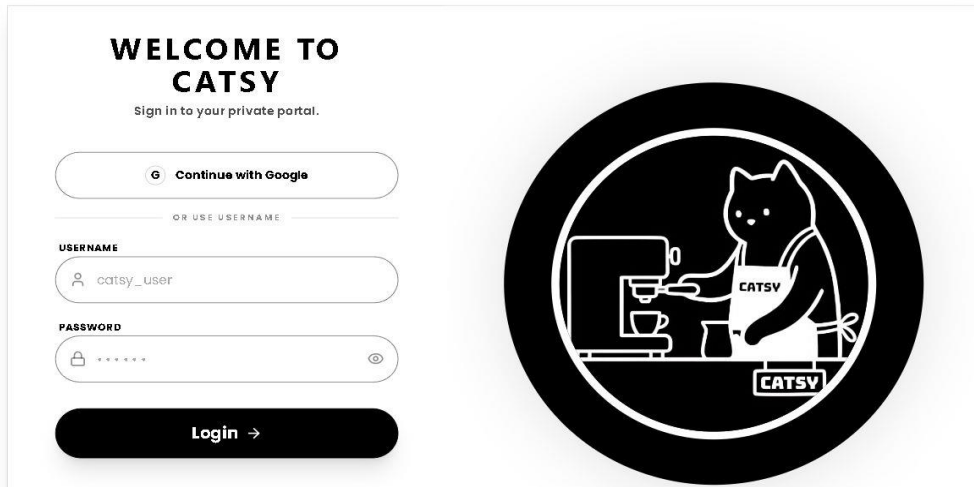 WELCOME TO
CATSY
Sign in to your private portal.
G Continue with Google
OR USE USERNAME
USERNAME
catsy_user
PASSWORD
Login →
CATSY
CATSY